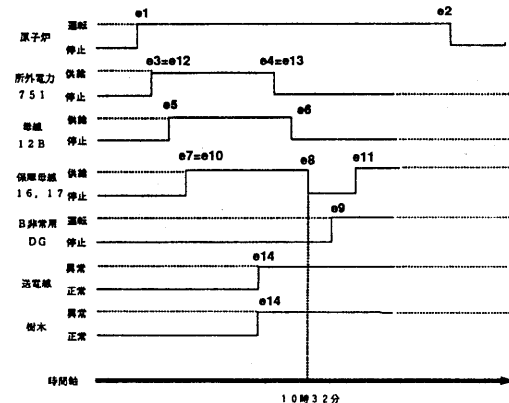 e1
e2
運転
原子炉
停止
e3=e12
e4=e13
所外電力
供給
751
停止
e5
e6
母線
供給
12B
停止
e7=e10
e8
e11
保障母線
供給
16, 17
停止
e9
B非常用
運転
DG
停止
e14
送電線
異常
正常
e14
樹木
異常
正常
時間軸
10時32分